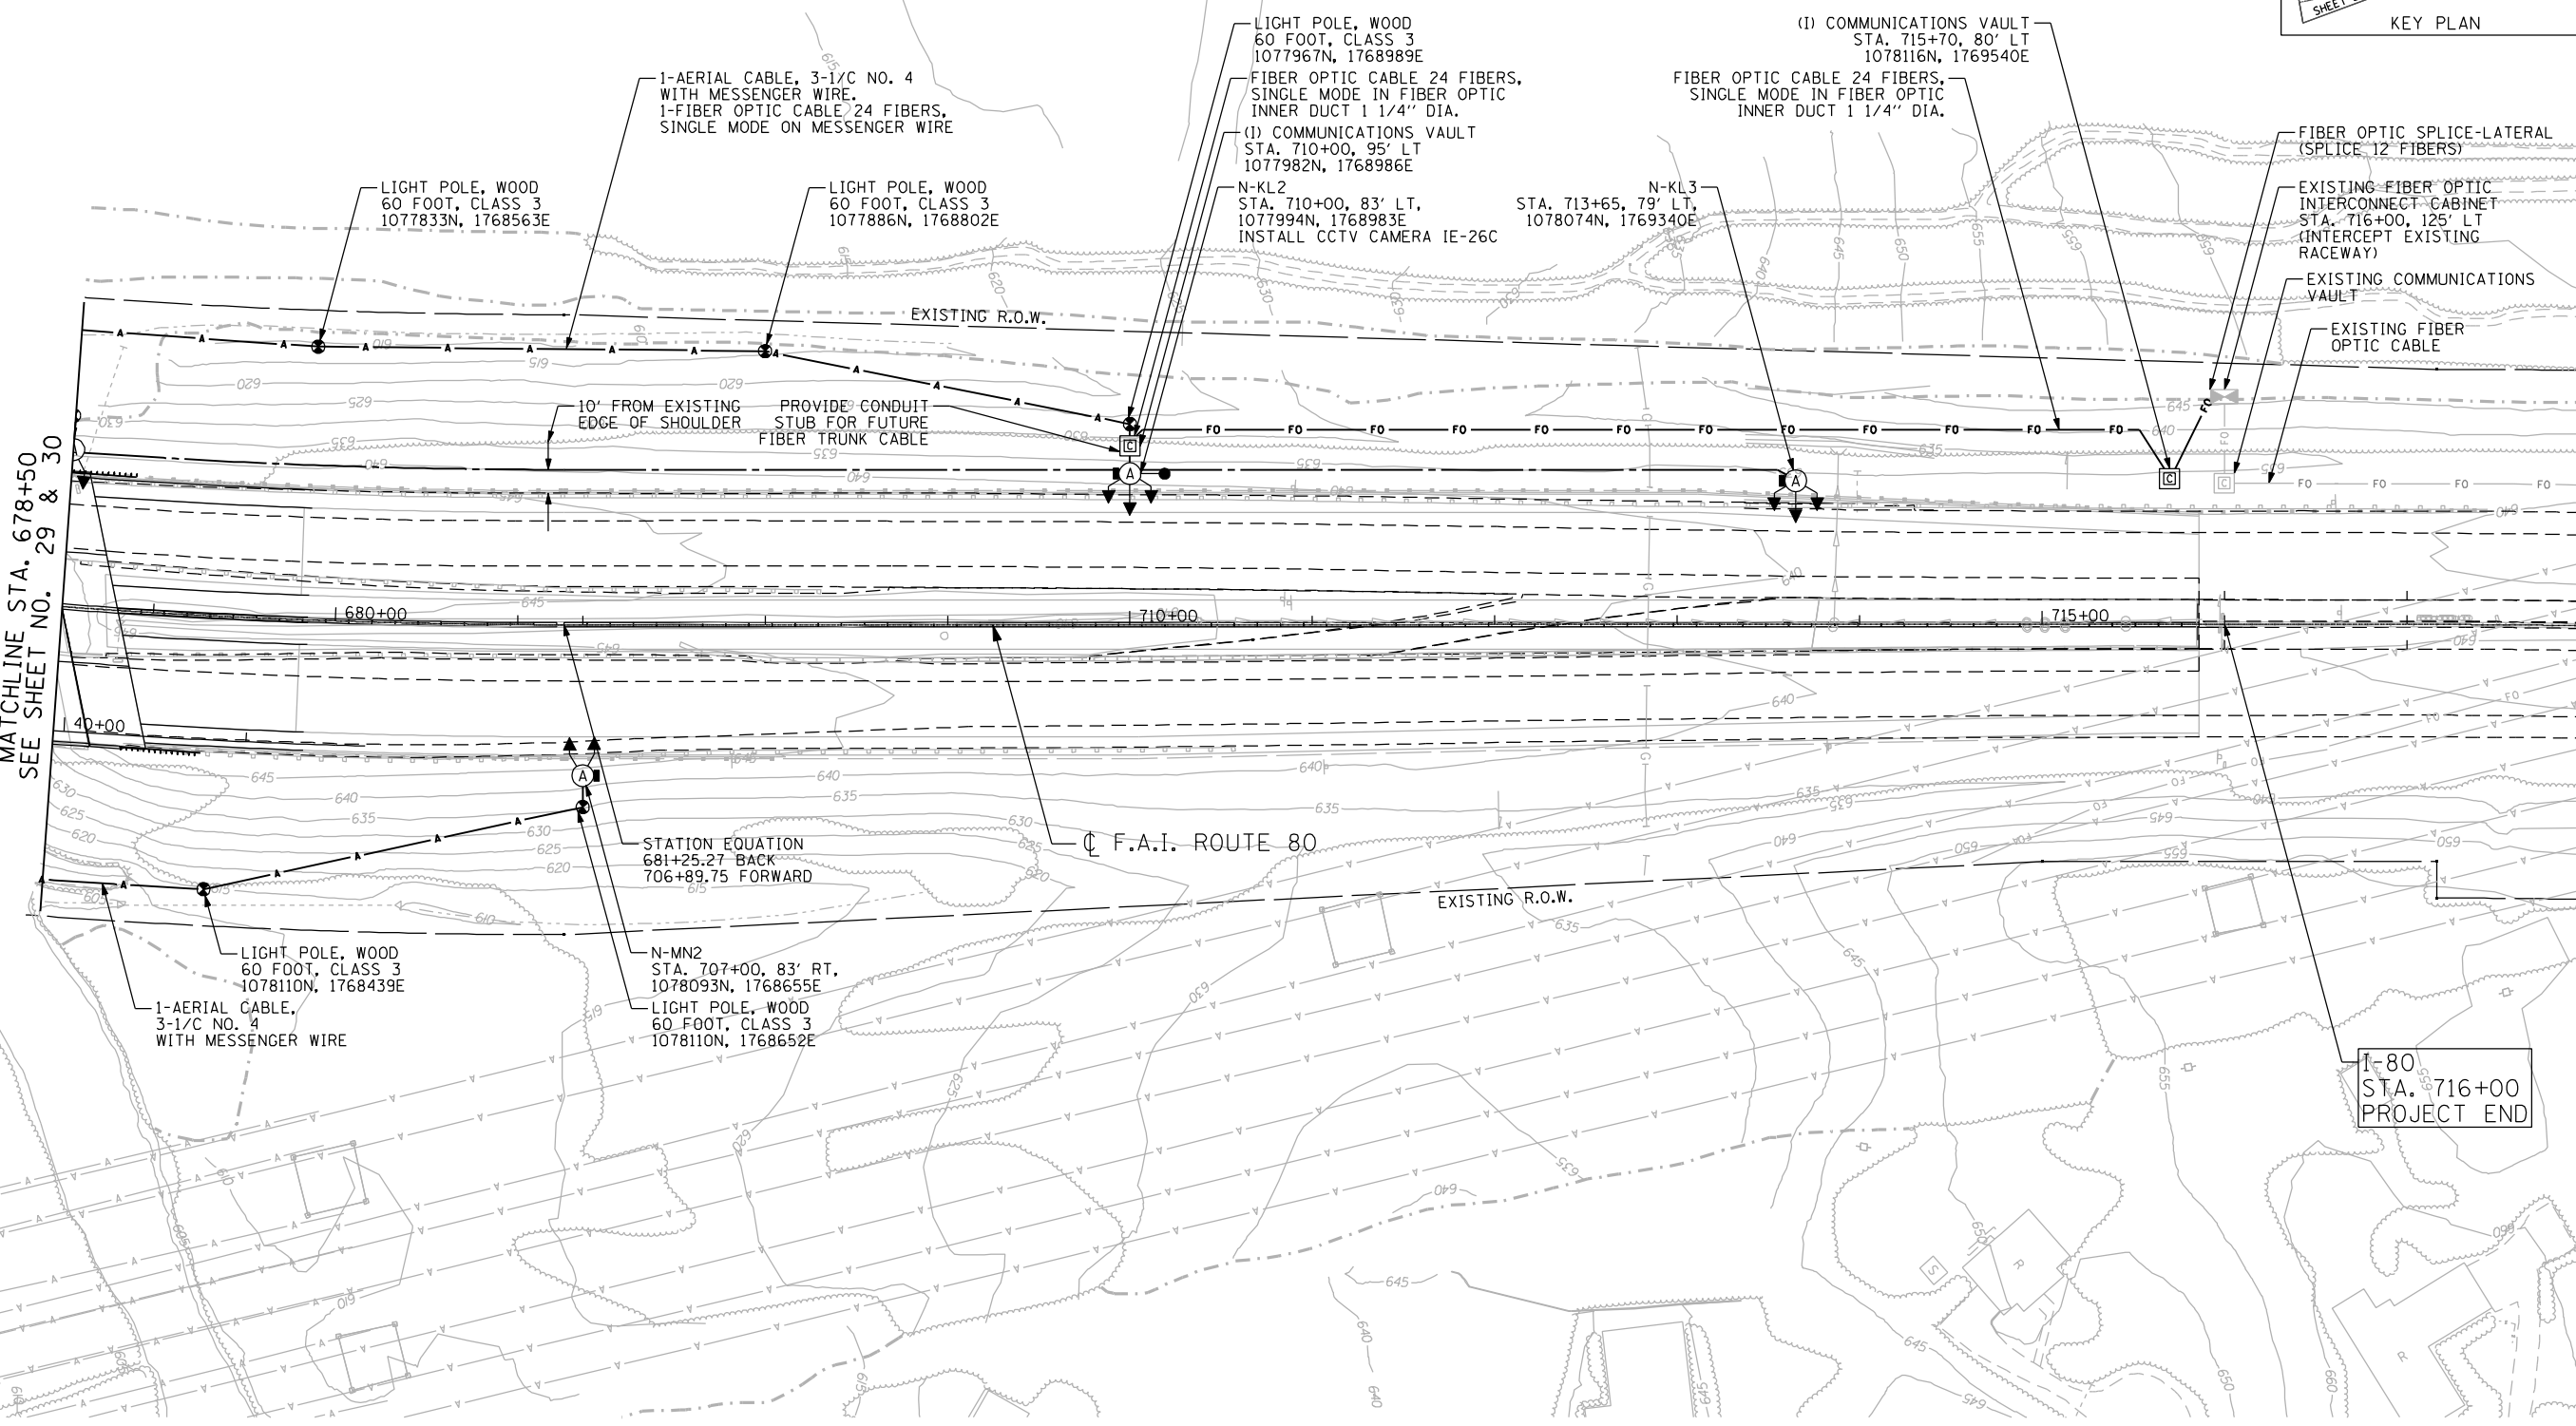 SHEET
KEY PLAN
LIGHT POLE, WOOD
60 FOOT, CLASS 3
1077967N, 1768989E
FIBER OPTIC CABLE 24 FIBERS,
SINGLE MODE IN FIBER OPTIC
INNER DUCT 1 1/4" DIA.
(I) COMMUNICATIONS VAULT
STA. 710+00, 95' LT
1077982N, 1768986E
N-KL2
STA. 710+00, 83' LT,
1077994N, 1768983E
INSTALL CCTV CAMERA IE-26C
(I) COMMUNICATIONS VAULT
STA. 715+70, 80' LT
1078116N, 1769540E
FIBER OPTIC CABLE 24 FIBERS,
SINGLE MODE IN FIBER OPTIC
INNER DUCT 1 1/4" DIA.
N-KL3
STA. 713+65, 79' LT,
1078074N, 1769340E
1-AERIAL CABLE, 3-1/C NO. 4
WITH MESSENGER WIRE.
1-FIBER OPTIC CABLE 24 FIBERS,
SINGLE MODE ON MESSENGER WIRE
LIGHT POLE, WOOD
60 FOOT, CLASS 3
1077833N, 1768563E
LIGHT POLE, WOOD
60 FOOT, CLASS 3
1077886N, 1768802E
FIBER OPTIC SPLICE-LATERAL
(SPLICE 12 FIBERS)
EXISTING FIBER OPTIC
INTERCONNECT CABINET
STA. 716+00, 125' LT
(INTERCEPT EXISTING
RACEWAY)
EXISTING COMMUNICATIONS
VAULT
EXISTING FIBER
OPTIC CABLE
EXISTING R.O.W.
10' FROM EXISTING
EDGE OF SHOULDER
PROVIDE CONDUIT
STUB FOR FUTURE
FIBER TRUNK CABLE
MATCHLINE STA. 678+50
SEE SHEET NO. 29 & 30
680+00
710+00
715+00
40+00
STATION EQUATION
681+25.27 BACK
706+89.75 FORWARD
℄ F.A.I. ROUTE 80
EXISTING R.O.W.
LIGHT POLE, WOOD
60 FOOT, CLASS 3
1078110N, 1768439E
1-AERIAL CABLE,
3-1/C NO. 4
WITH MESSENGER WIRE
N-MN2
STA. 707+00, 83' RT,
1078093N, 1768655E
LIGHT POLE, WOOD
60 FOOT, CLASS 3
1078110N, 1768652E
I-80
STA. 716+00
PROJECT END